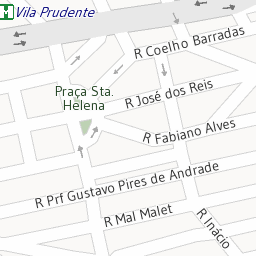 Vila Prudente
R Coelho Barradas
R José dos Reis
Praça Sta.
Helena
R Fabiano Alves
R Prf Gustavo Pires de Andrade
R Mal Malet
R Inácio